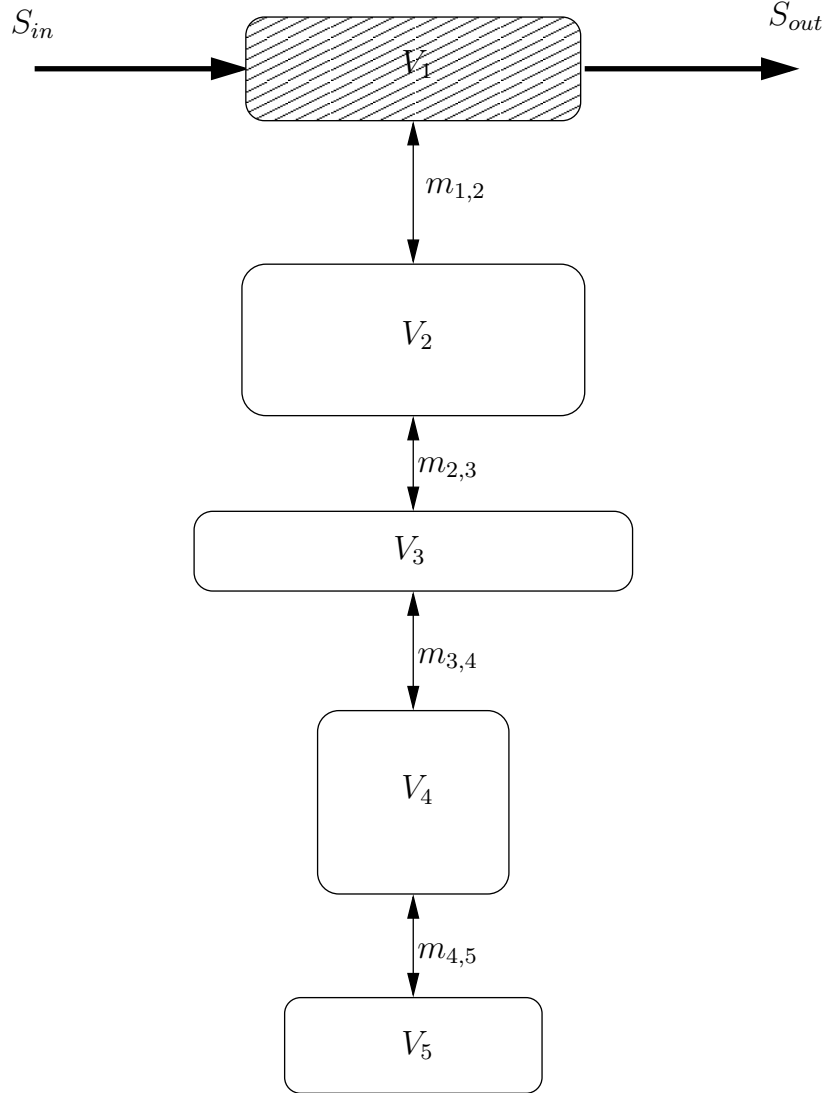 S_in
S_out
V_1
m_{1,2}
V_2
m_{2,3}
V_3
m_{3,4}
V_4
m_{4,5}
V_5